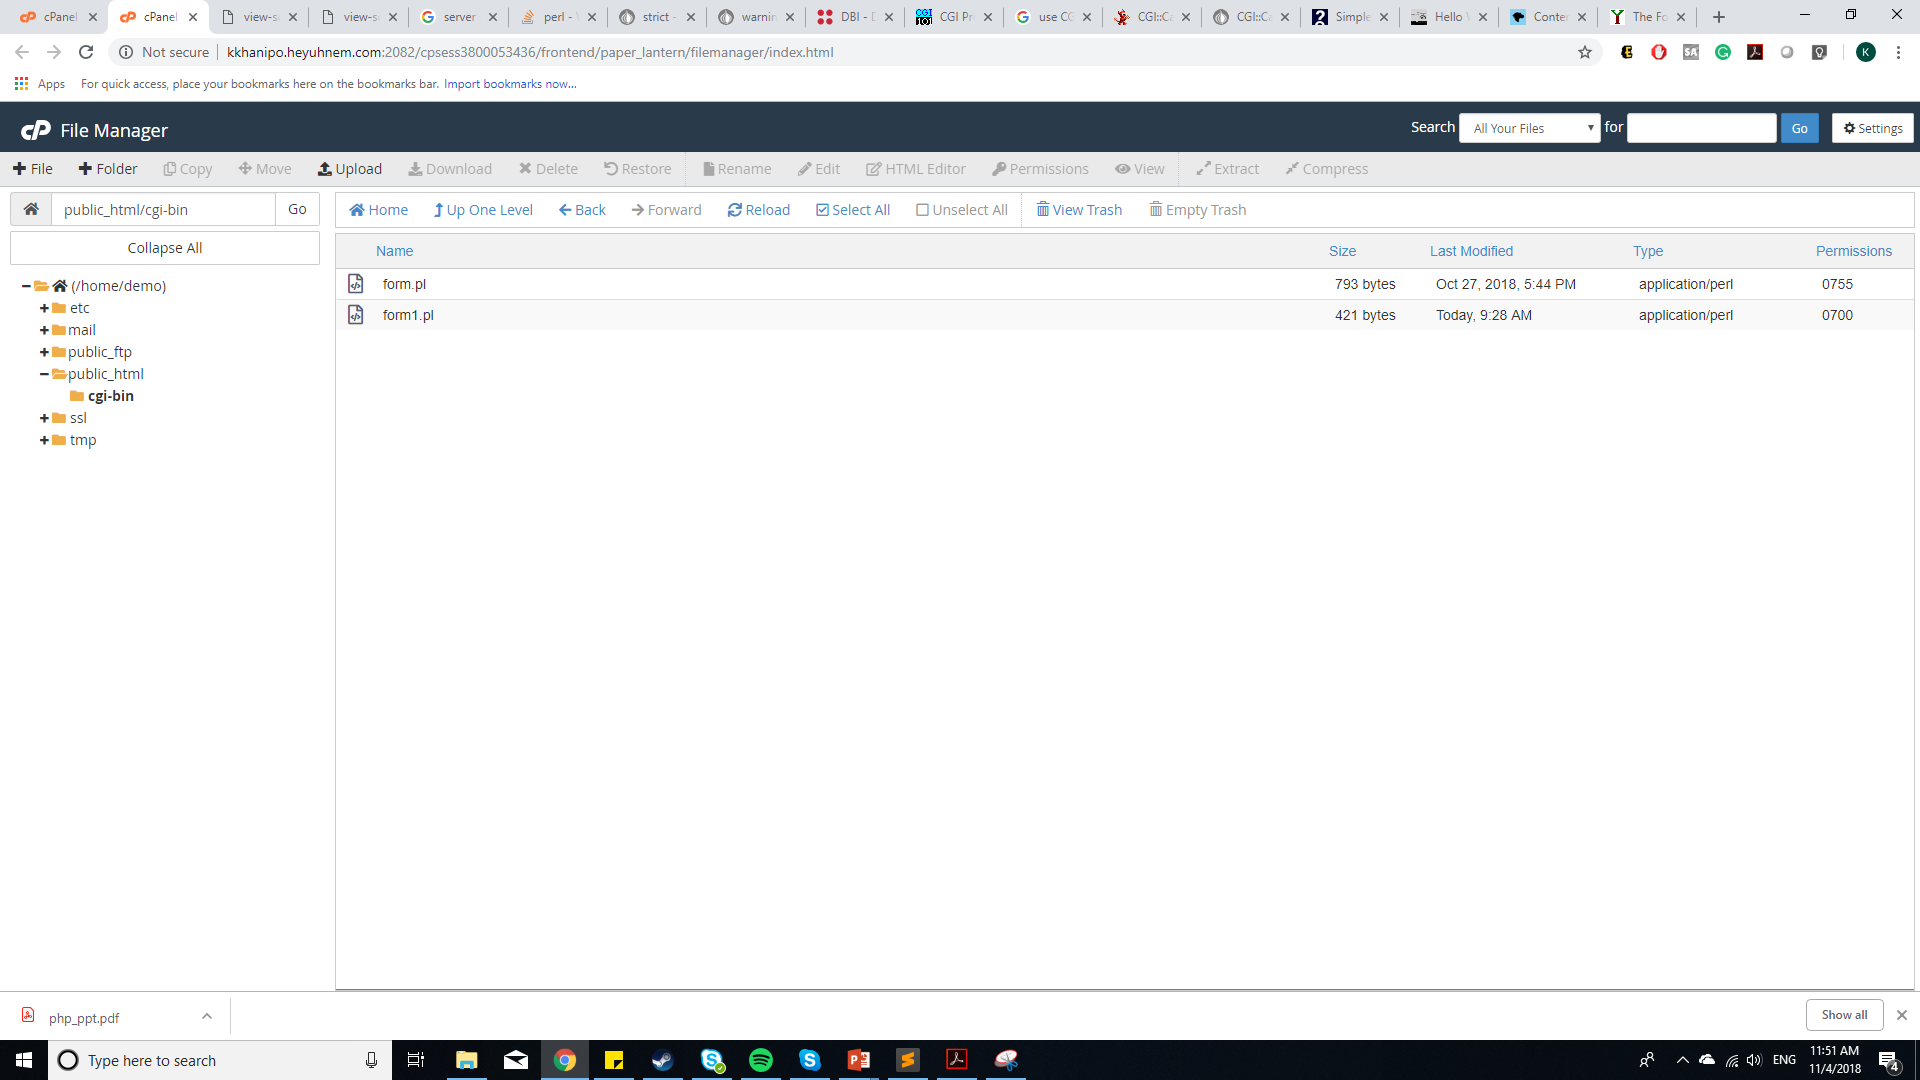 cPanel
cPanel
view-s
view-s
server
perl - 
strict -
warnin
DBI - D
CGI Pr
use CG
CGI::Ca
CGI::Ca
Simple
Hello
Conter
The Fo
Not secure
kkhanipo.heyuhnem.com:2082/cpsess3800053436/frontend/paper_lantern/filemanager/index.html
K
Apps For quick access, place your bookmarks here on the bookmarks bar. Import bookmarks now...
cP File Manager
Search All Your Files for Go Settings
File Folder Copy Move Upload Download Delete Restore Rename Edit HTML Editor Permissions View Extract Compress
public_html/cgi-bin Go
Home Up One Level Back Forward Reload Select All Unselect All View Trash Empty Trash
Collapse All
(/home/demo)
etc
mail
public_ftp
public_html
cgi-bin
ssl
tmp
Name Size Last Modified Type Permissions
form.pl 793 bytes Oct 27, 2018, 5:44 PM application/perl 0755
form1.pl 421 bytes Today, 9:28 AM application/perl 0700
php_ppt.pdf
Show all
Type here to search
ENG
11:51 AM
11/4/2018
4